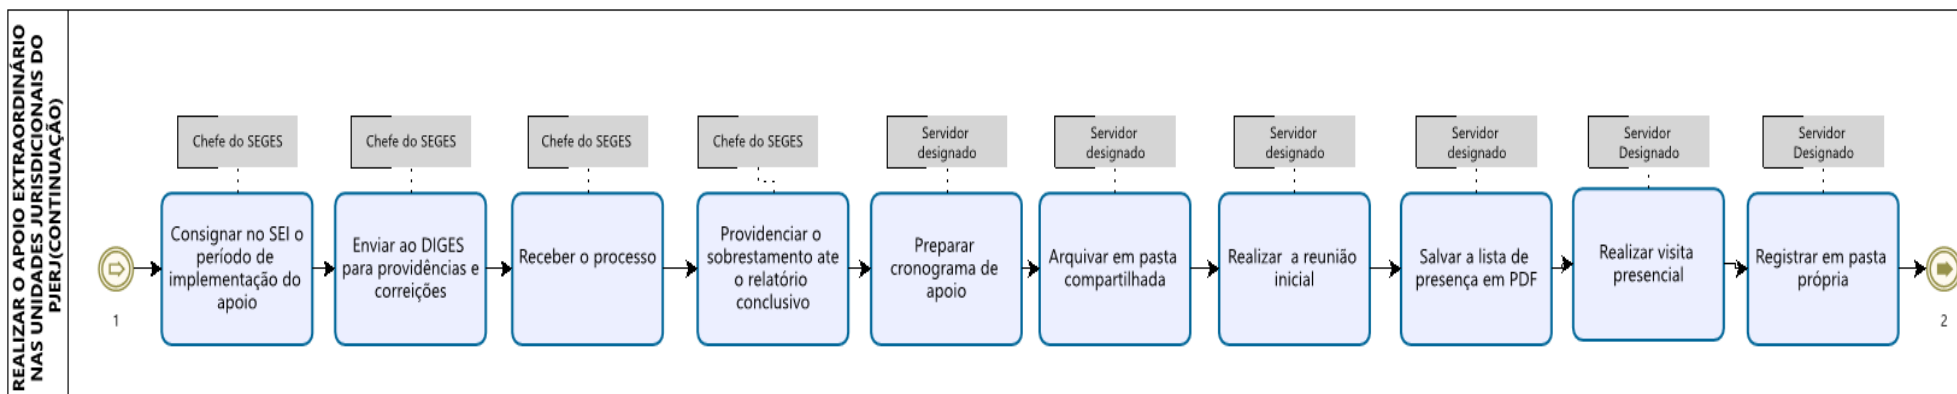 REALIZAR O APOIO EXTRAORDINÁRIO
NAS UNIDADES JURISDICIONAIS DO
PJERJ(CONTINUAÇÃO)
1
Chefe do SEGES
Consignar no SEI o
período de
implementação do
apoio
Chefe do SEGES
Enviar ao DIGES
para providências e
correições
Chefe do SEGES
Receber o processo
Chefe do SEGES
Providenciar o
sobrestamento ate
o relatório
conclusivo
Servidor
designado
Preparar
cronograma de
apoio
Servidor
designado
Arquivar em pasta
compartilhada
Servidor
designado
Realizar a reunião
inicial
Servidor
designado
Salvar a lista de
presença em PDF
Servidor
Designado
Realizar visita
presencial
Servidor
Designado
Registrar em pasta
própria
2